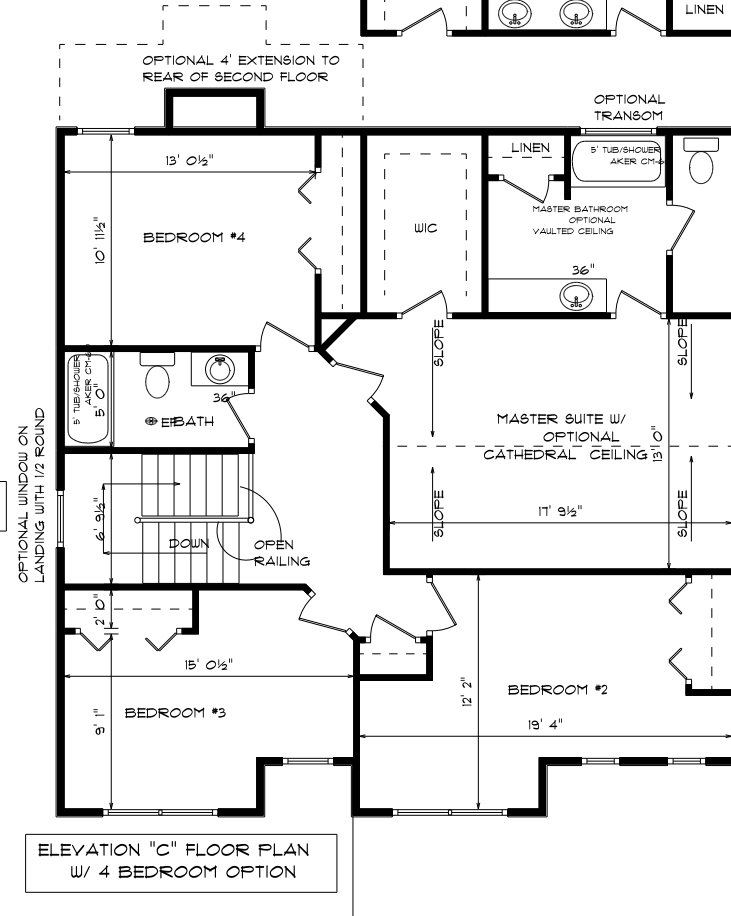 LINEN
OPTIONAL 4' EXTENSION TO
REAR OF SECOND FLOOR
OPTIONAL
TRANSOM
13' 0½"
LINEN
5' TUB/SHOWER
AKER CM-6
10' 11½"
BEDROOM #4
WIC
MASTER BATHROOM
OPTIONAL
VAULTED CEILING
36"
SLOPE
SLOPE
5' TUB/SHOWER
AKER CM-6
5' 0"
36"
EF
BATH
MASTER SUITE W/
OPTIONAL
CATHEDRAL CEILING
13' 0"
OPTIONAL WINDOW ON
LANDING WITH 1/2 ROUND
SLOPE
SLOPE
17' 9½"
6' 9½"
DOWN
OPEN
RAILING
2' 0"
15' 0½"
12' 2"
BEDROOM #2
9' 1"
BEDROOM #3
19' 4"
ELEVATION "C" FLOOR PLAN
W/ 4 BEDROOM OPTION